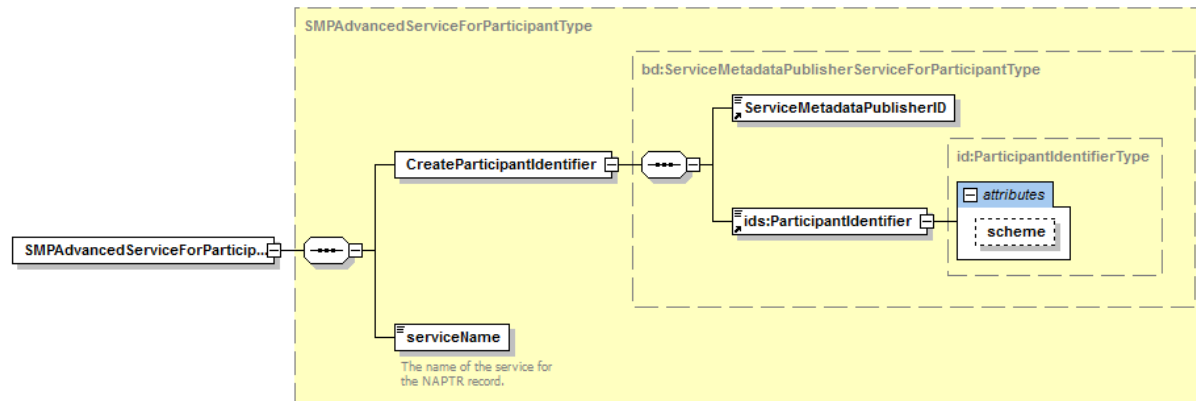 SMPAdvancedServiceForParticipantType
bd:ServiceMetadataPublisherServiceForParticipantType
ServiceMetadataPublisherID
id:ParticipantIdentifierType
CreateParticipantIdentifier
attributes
ids:ParticipantIdentifier
scheme
SMPAdvancedServiceForParticip...
serviceName
The name of the service for
the NAPTR record.